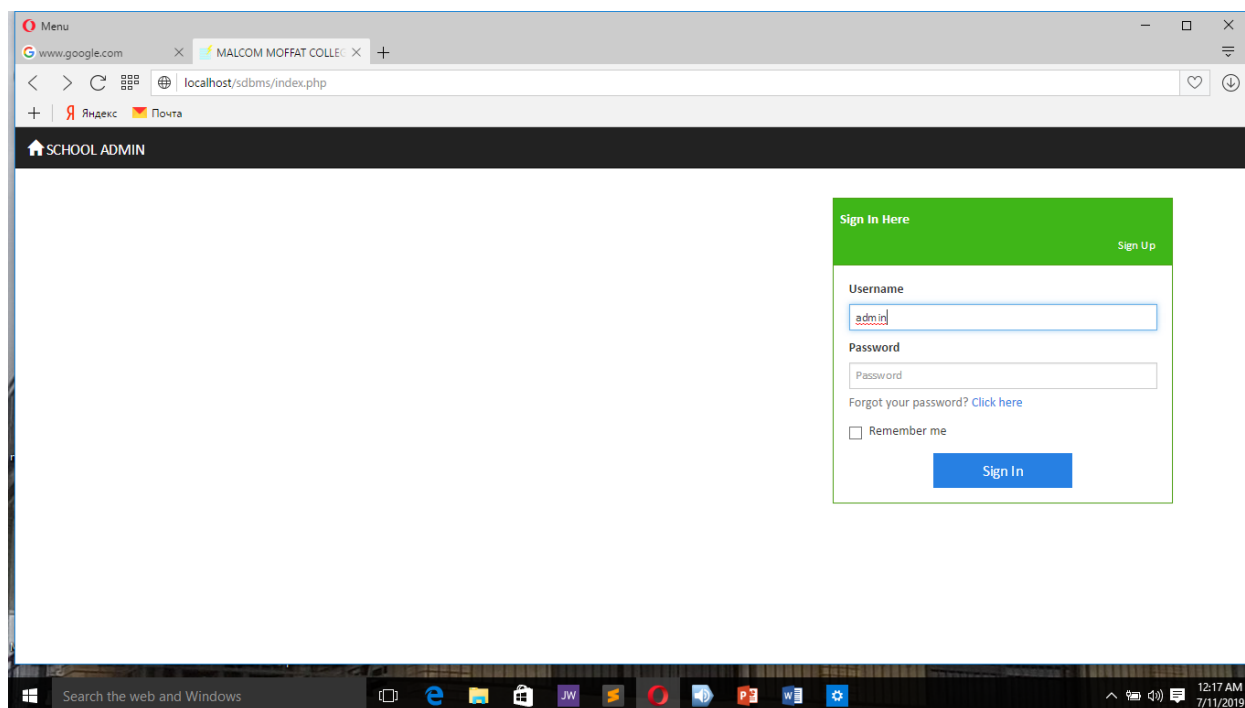 Menu
www.google.com
MALCOM MOFFAT COLLEC
localhost/sdbms/index.php
Яндекс Почта
SCHOOL ADMIN
Sign In Here
Sign Up
Username
admin
Password
Password
Forgot your password? Click here
Remember me
Sign In
Search the web and Windows
JW
12:17 AM
7/11/2019